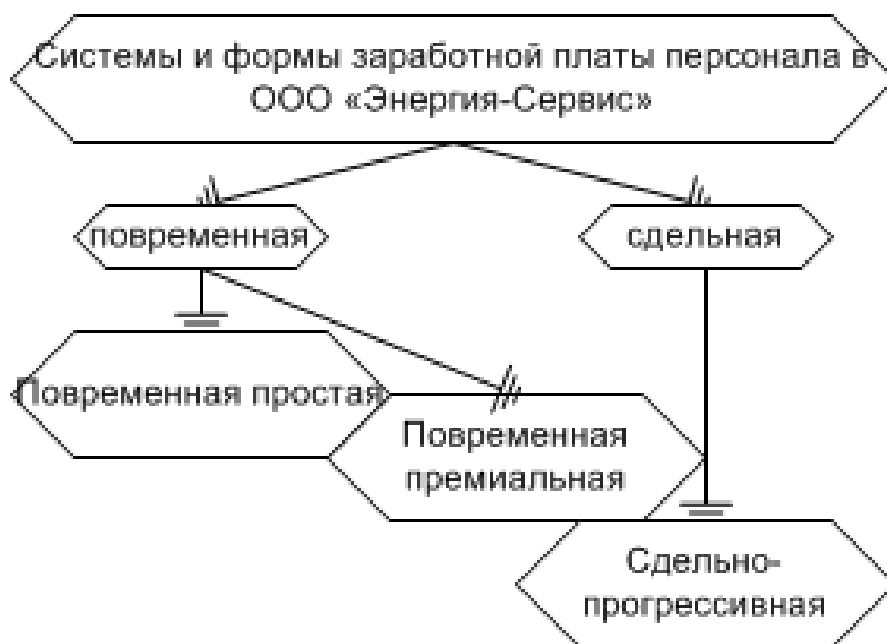 Системы и формы заработной платы персонала в
ООО «Энергия-Сервис»
повременная
сдельная
Повременная простая
Повременная
премиальная
Сдельно-
прогрессивная